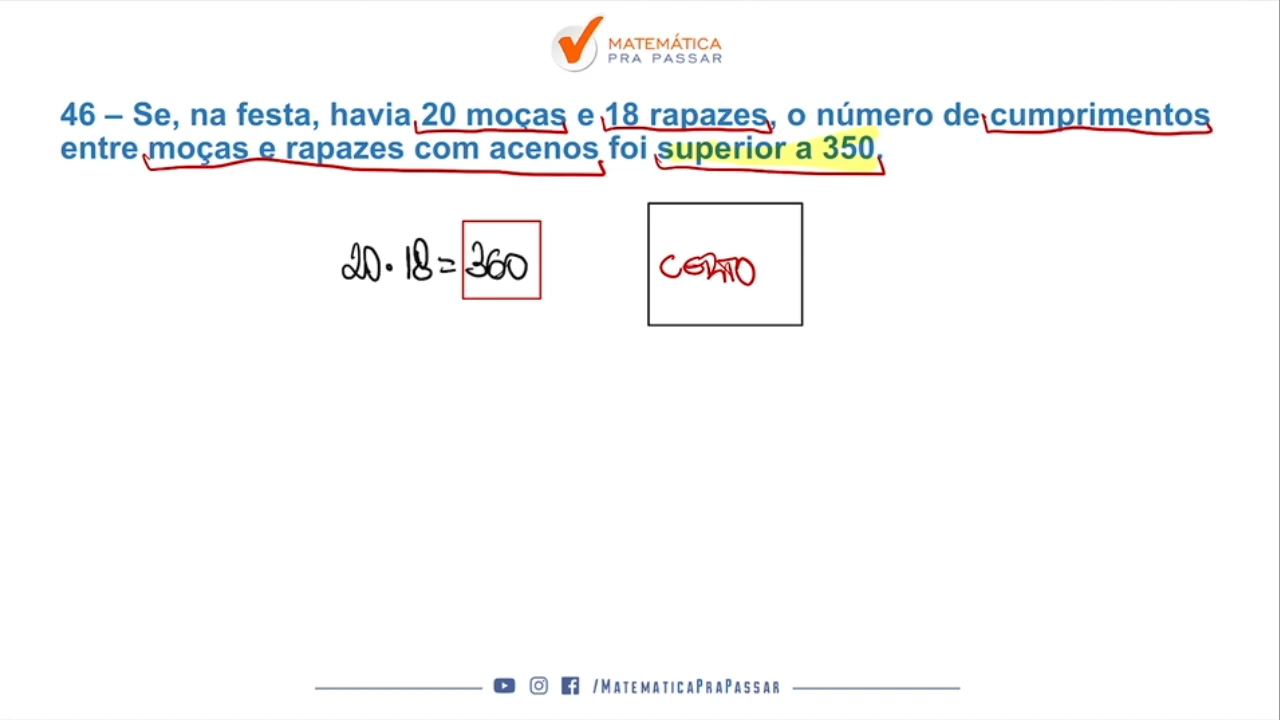 MATEMÁTICA
PRA PASSAR
46 – Se, na festa, havia 20 moças e 18 rapazes, o número de cumprimentos
entre moças e rapazes com acenos foi superior a 350.
20 · 18 = 360
CERTO
/MATEMATICAPRAPASSAR